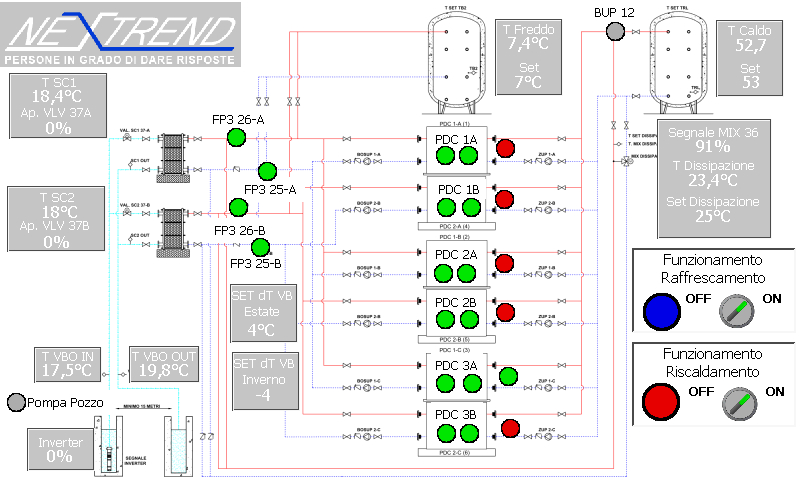 NEXTREND
PERSONE IN GRADO DI DARE RISPOSTE
T SC1
18,4°C
Ap. VLV 37A
0%
VAL. SC1 37-A
SC1 OUT
T SC2
18°C
Ap. VLV 37B
0%
VAL. SC2 37-B
SC2 OUT
FP3 26-A
FP3 25-A
FP3 26-B
FP3 25-B
SET dT VB
Estate
4°C
SET dT VB
Inverno
-4
T VBO IN
17,5°C
T VBO OUT
19,8°C
Pompa Pozzo
MINIMO 15 METRI
Inverter
0%
SEGNALE
INVERTER
T SET TB2
TB2
T Freddo
7,4°C
Set
7°C
BUP 12
T SET TRL
TRL
T Caldo
52,7
Set
53
PDC 1-A (1)
PDC 1A
BOSUP 1-A
ZUP 1-A
PDC 1B
BOSUP 2-B
ZUP 2-B
PDC 2-A (4)
PDC 1-B (2)
PDC 2A
BOSUP 1-B
ZUP 1-B
PDC 2B
BOSUP 2-B
ZUP 2-B
PDC 2-B (5)
PDC 1-C (3)
PDC 3A
BOSUP 1-C
ZUP 1-C
PDC 3B
BOSUP 2-C
ZUP 2-C
PDC 2-C (6)
T SET DISSIPA
T. MIX DISSI
MIX DISSIPA
Segnale MIX 36
91%
T Dissipazione
23,4°C
Set Dissipazione
25°C
Funzionamento
Raffrescamento
OFF
ON
Funzionamento
Riscaldamento
OFF
ON